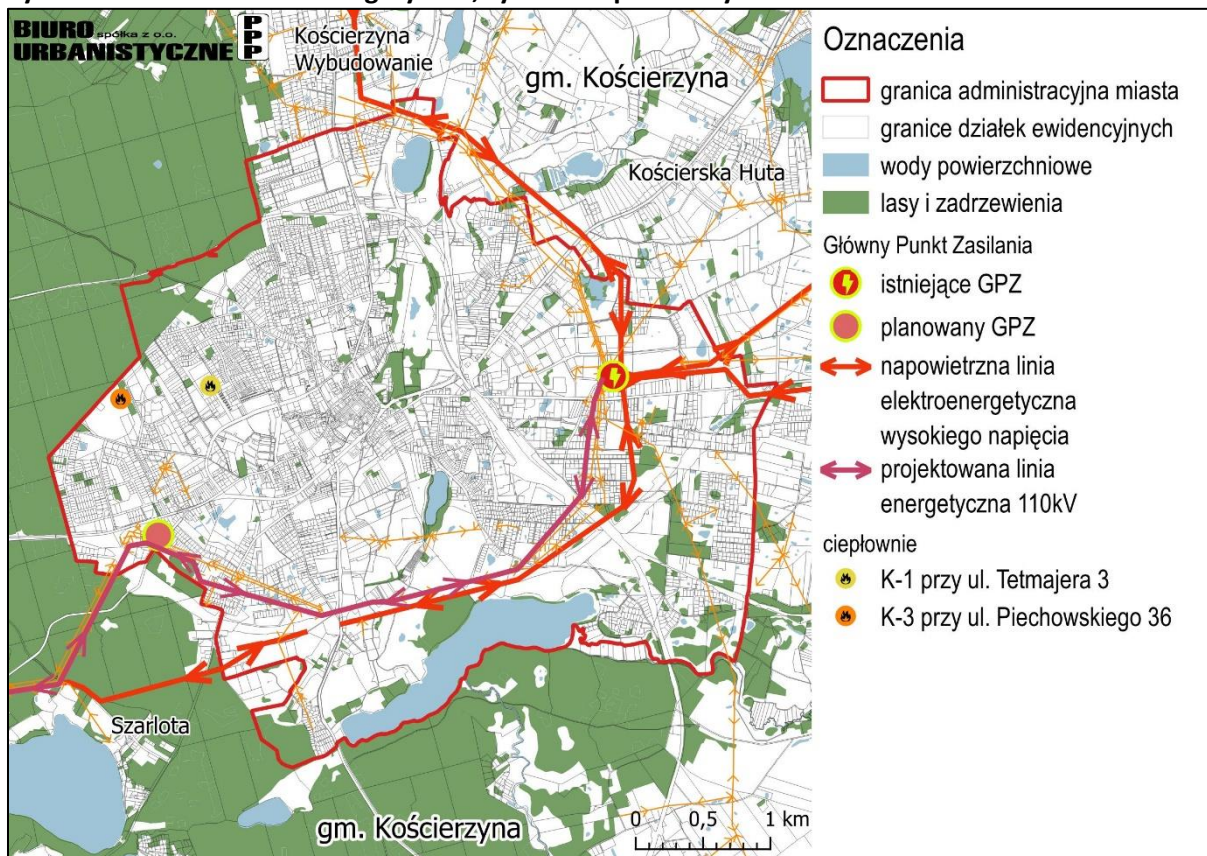 BIURO spółka z o.o.
URBANISTYCZNE
PPP
Kościerzyna
Wybudowanie
gm. Kościerzyna
Kościerska Huta
Szarlota
gm. Kościerzyna
0 0,5 1 km
Oznaczenia
granica administracyjna miasta
granice działek ewidencyjnych
wody powierzchniowe
lasy i zadrzewienia
Główny Punkt Zasilania
istniejące GPZ
planowany GPZ
napowietrzna linia
elektroenergetyczna
wysokiego napięcia
projektowana linia
energetyczna 110kV
ciepłownie
K-1 przy ul. Tetmajera 3
K-3 przy ul. Piechowskiego 36